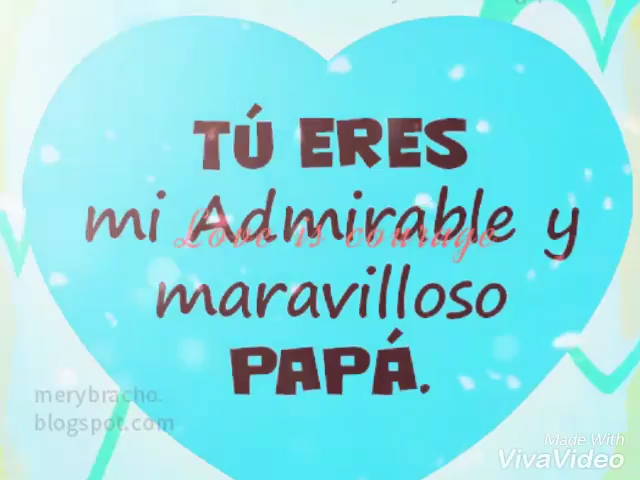 TÚ ERES
mi Admirable y
Love is courage
maravilloso
PAPÁ.
merybracho.
blogspot.com
Made With
VivaVideo